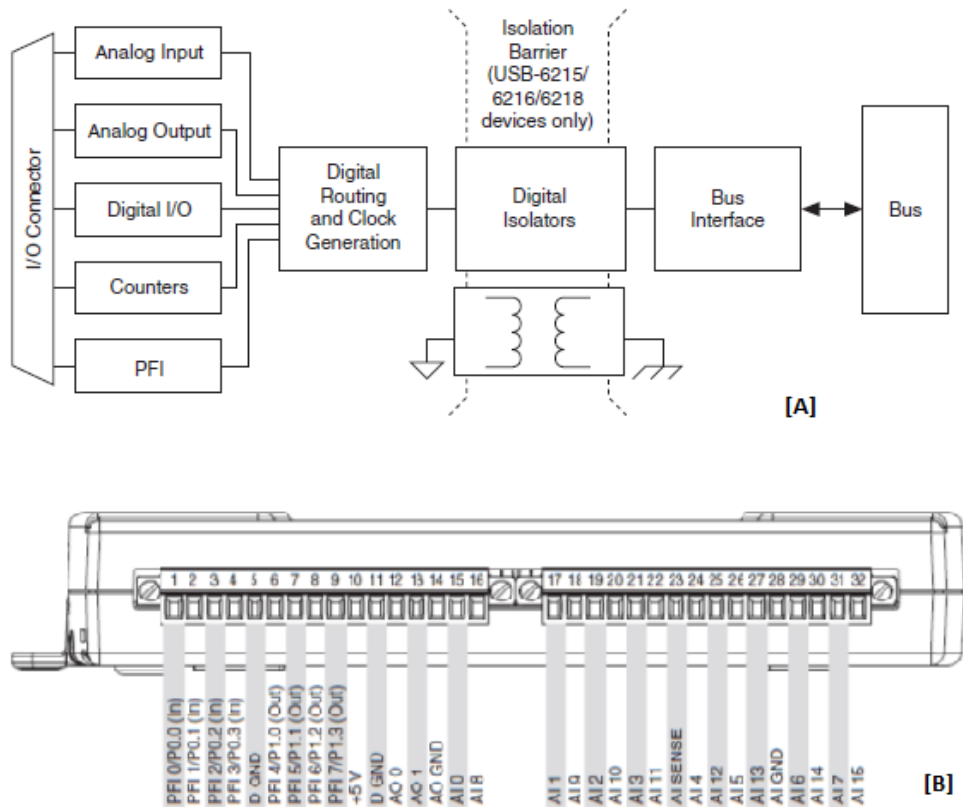 Isolation
Barrier
(USB-6215/
6216/6218
devices only)
I/O Connector
Analog Input
Analog Output
Digital I/O
Counters
PFI
Digital
Routing
and Clock
Generation
Digital
Isolators
Bus
Interface
Bus
[A]
1 2 3 4 5 6 7 8 9 10 11 12 13 14 15 16
17 18 19 20 21 22 23 24 25 26 27 28 29 30 31 32
PFI 0/P0.0 (In)
PFI 1/P0.1 (In)
PFI 2/P0.2 (In)
PFI 3/P0.3 (In)
D GND
PFI 4/P1.0 (Out)
PFI 5/P1.1 (Out)
PFI 6/P1.2 (Out)
PFI 7/P1.3 (Out)
+5 V
D GND
AO 0
AO 1
AO GND
AI 0
AI 8
AI 1
AI 9
AI 2
AI 10
AI 3
AI 11
AI SENSE
AI 4
AI 12
AI 5
AI 13
AI GND
AI 6
AI 14
AI 7
AI 15
[B]